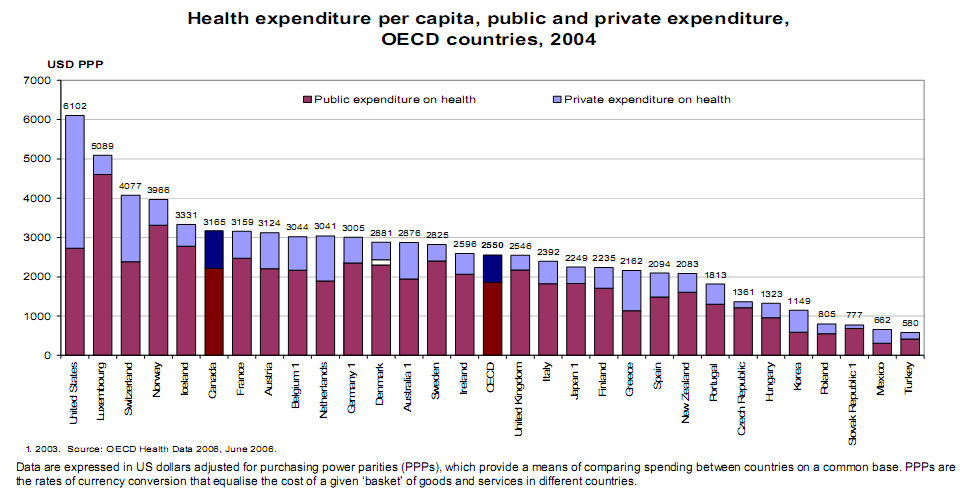 Health expenditure per capita, public and private expenditure,
OECD countries, 2004
USD PPP
7000
6000
5000
4000
3000
2000
1000
0
Public expenditure on health
Private expenditure on health
6102
5089
4077
3966
3331
3165
3159
3124
3044
3041
3005
2881
2876
2825
2596
2550
2546
2392
2249
2235
2162
2094
2083
1813
1361
1323
1149
805
777
662
580
United States
Luxembourg
Switzerland
Norway
Iceland
Canada
France
Austria
Belgium 1
Netherlands
Germany 1
Denmark
Australia 1
Sweden
Ireland
OECD
United Kingdom
Italy
Japan 1
Finland
Greece
Spain
New Zealand
Portugal
Czech Republic
Hungary
Korea
Poland
Slovak Republic 1
Mexico
Turkey
1. 2003. Source: OECD Health Data 2006, June 2006.
Data are expressed in US dollars adjusted for purchasing power parities (PPPs), which provide a means of comparing spending between countries on a common base. PPPs are
the rates of currency conversion that equalise the cost of a given ‘basket’ of goods and services in different countries.